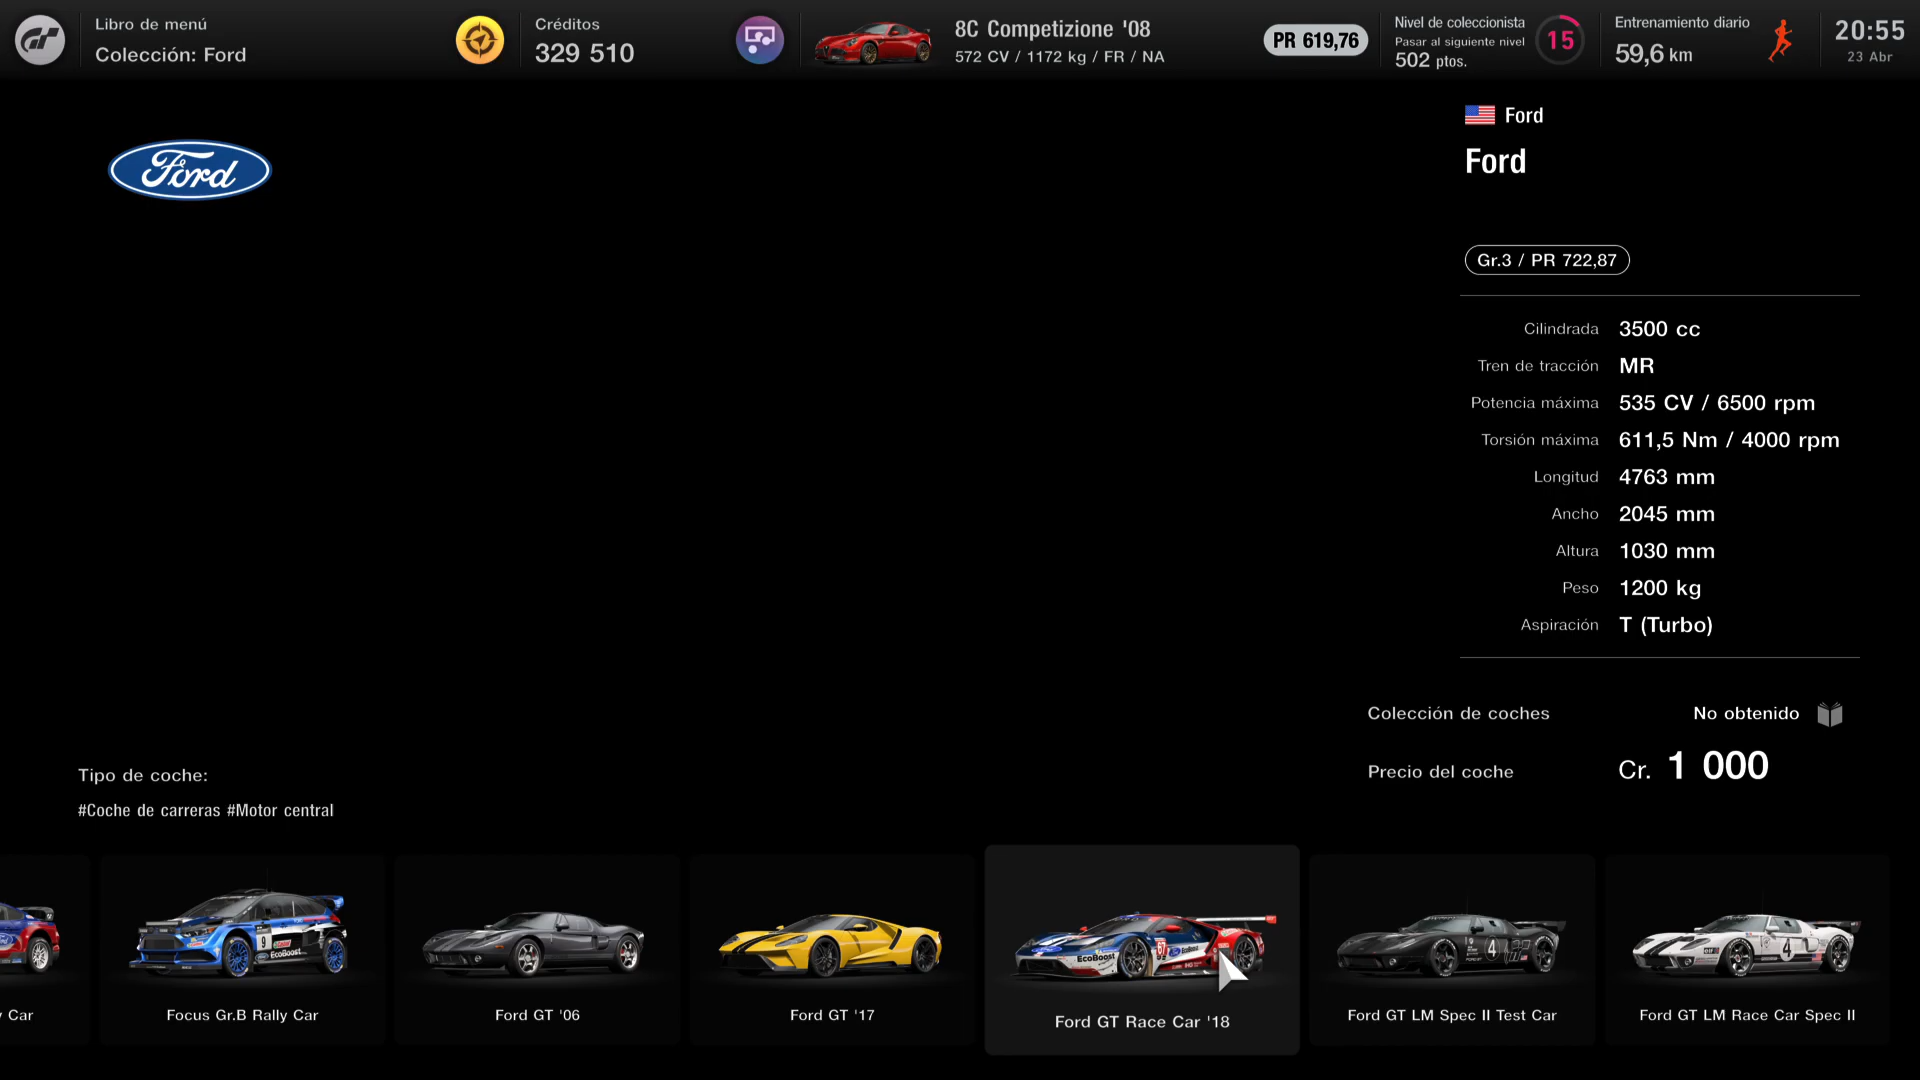 Libro de menú
Colección: Ford
Créditos
329 510
8C Competizione '08
572 CV / 1172 kg / FR / NA
PR 619,76
Nivel de coleccionista
Pasar al siguiente nivel
502 ptos.
15
Entrenamiento diario
59,6 km
20:55
23 Abr
Ford
Ford
Ford
Gr.3 / PR 722,87
Cilindrada 3500 cc
Tren de tracción MR
Potencia máxima 535 CV / 6500 rpm
Torsión máxima 611,5 Nm / 4000 rpm
Longitud 4763 mm
Ancho 2045 mm
Altura 1030 mm
Peso 1200 kg
Aspiración T (Turbo)
Colección de coches No obtenido
Precio del coche Cr. 1 000
Tipo de coche:
#Coche de carreras #Motor central
9
EcoBoost
EcoBoost
67
4
4
Car
Focus Gr.B Rally Car
Ford GT '06
Ford GT '17
Ford GT Race Car '18
Ford GT LM Spec II Test Car
Ford GT LM Race Car Spec II